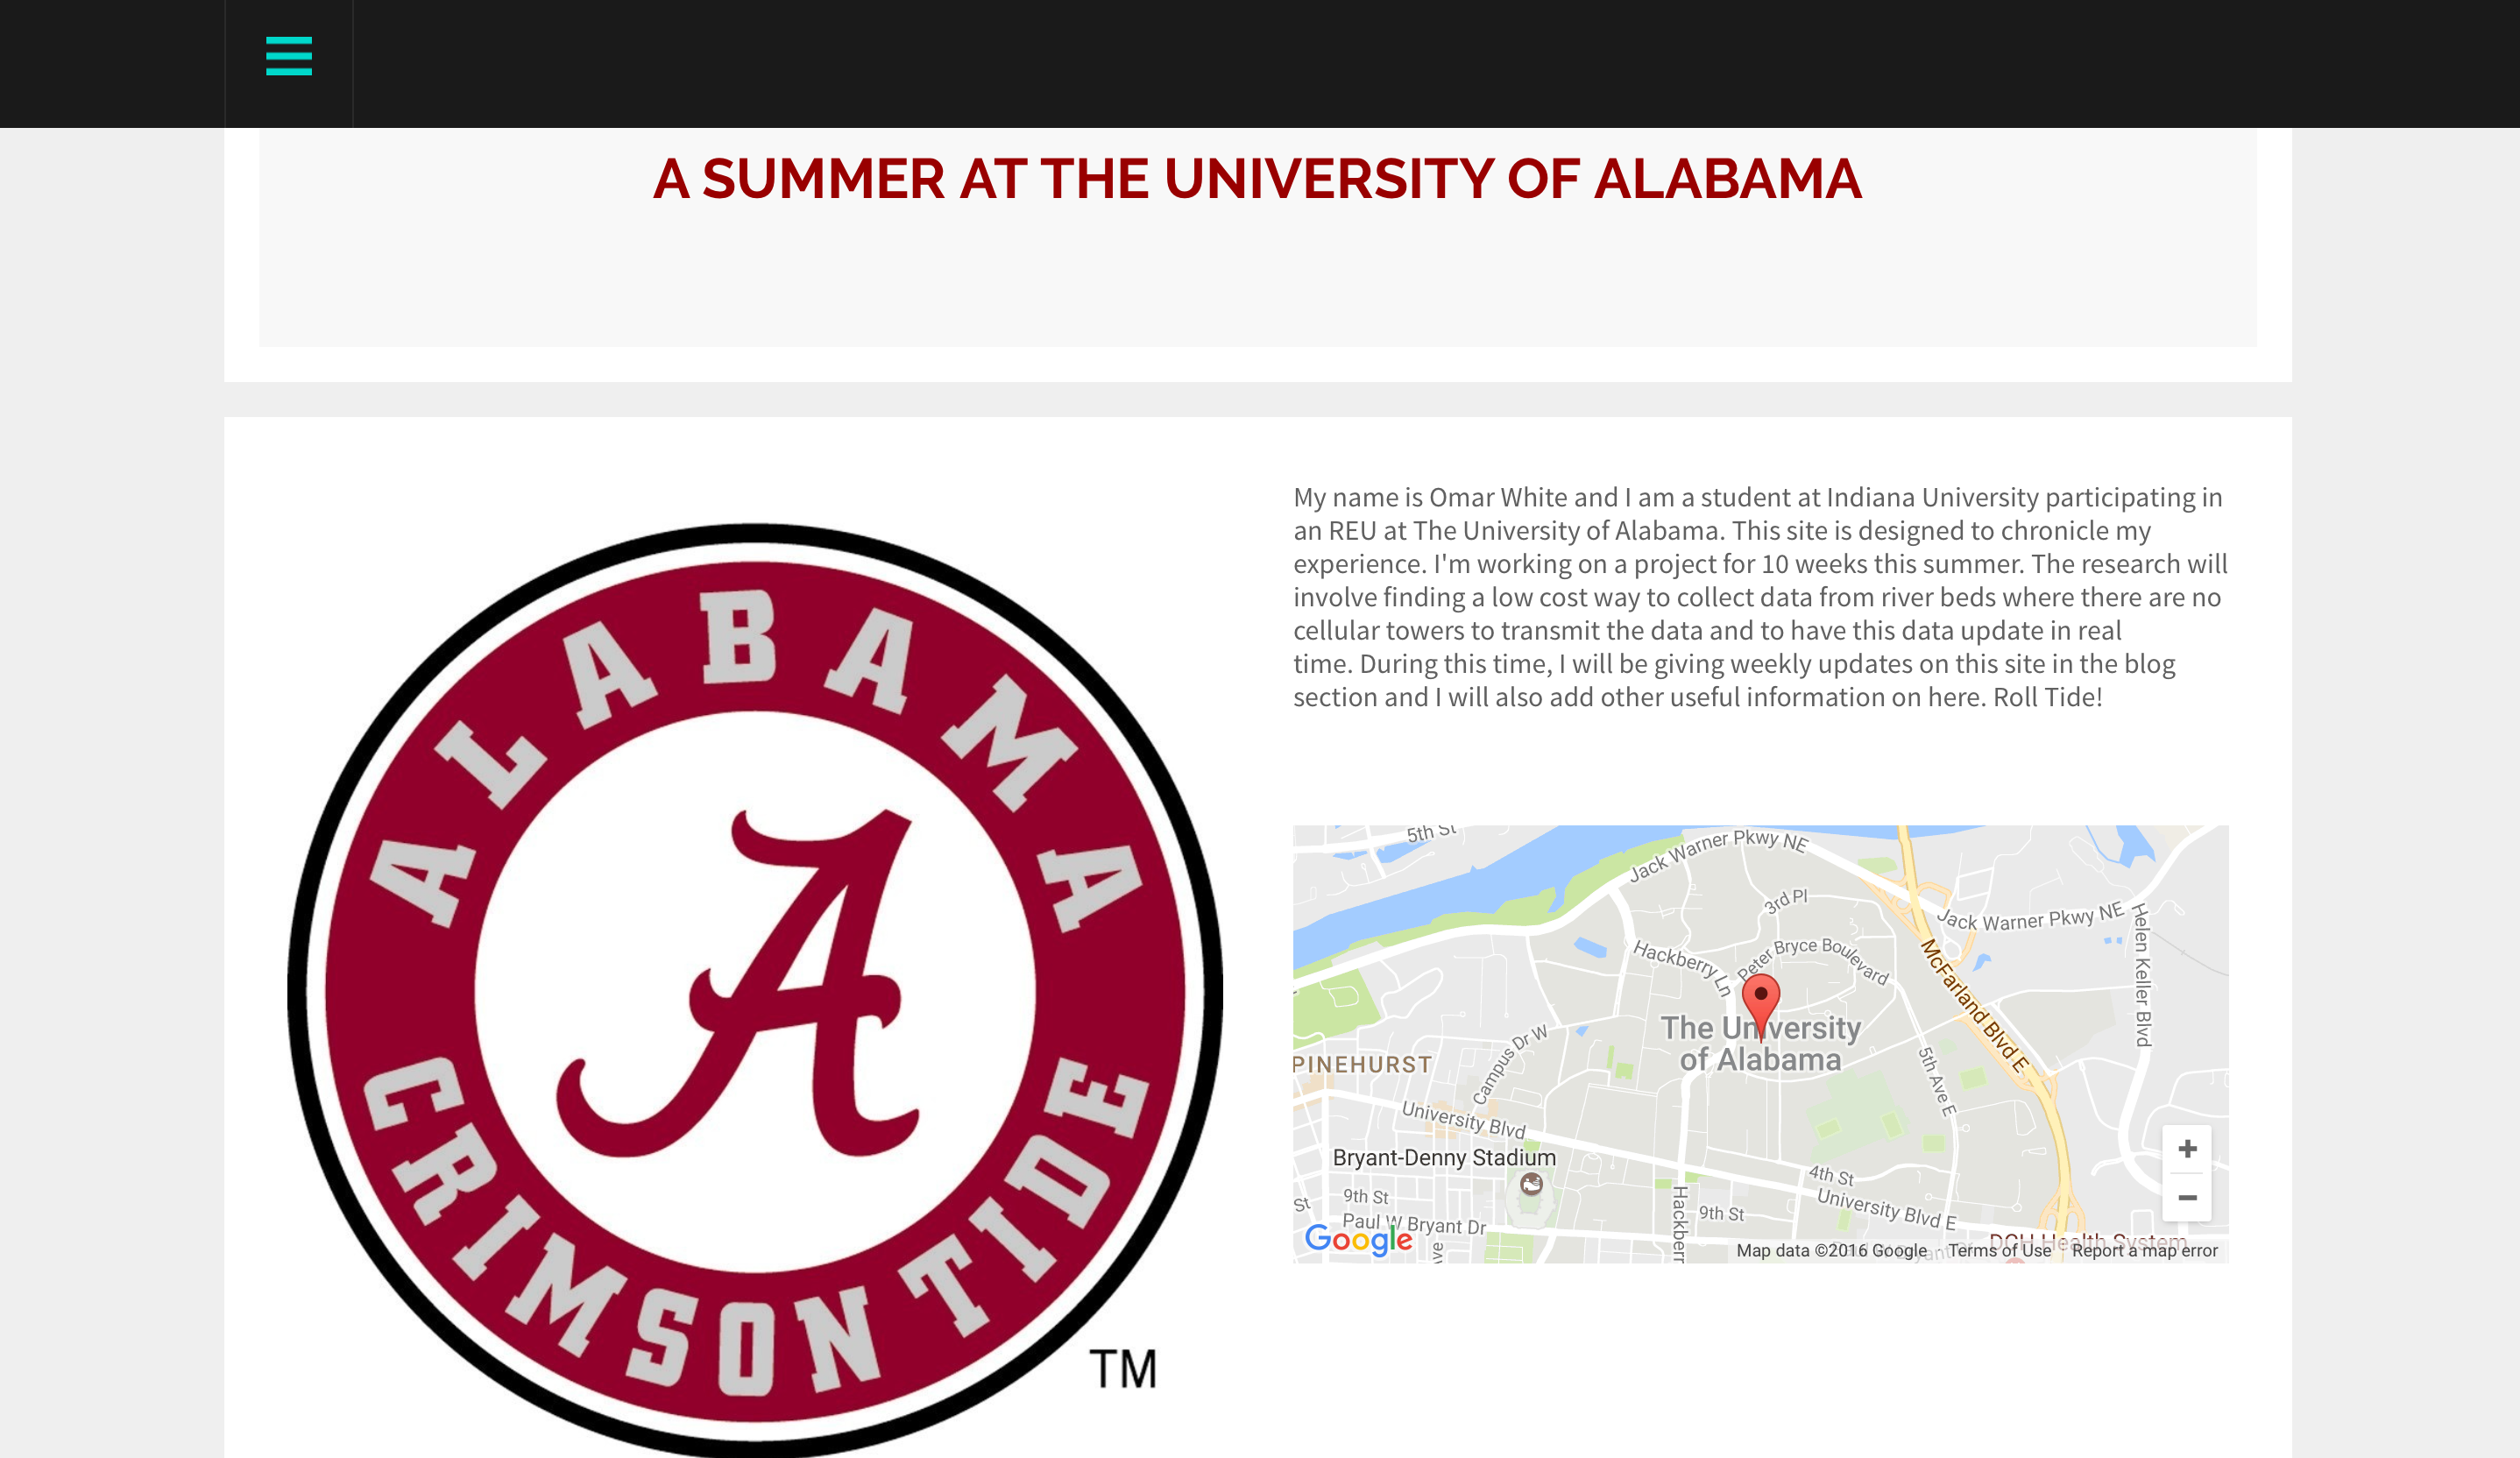 A SUMMER AT THE UNIVERSITY OF ALABAMA
ALABAMA
A
CRIMSON TIDE
TM
My name is Omar White and I am a student at Indiana University participating in
an REU at The University of Alabama. This site is designed to chronicle my
experience. I'm working on a project for 10 weeks this summer. The research will
involve finding a low cost way to collect data from river beds where there are no
cellular towers to transmit the data and to have this data update in real
time. During this time, I will be giving weekly updates on this site in the blog
section and I will also add other useful information on here. Roll Tide!
5th St
Jack Warner Pkwy NE
3rd Pl
Jack Warner Pkwy NE
Helen Keller Blvd
Hackberry Ln
Peter Bryce Boulevard
McFarland Blvd E
The University
of Alabama
PINEHURST
Campus Dr W
5th Ave E
University Blvd
Bryant-Denny Stadium
4th St
9th St
University Blvd E
St
9th St
Paul W Bryant Dr
Hackberr
DCH Health System
Google
Map data ©2016 Google
Terms of Use
Report a map error